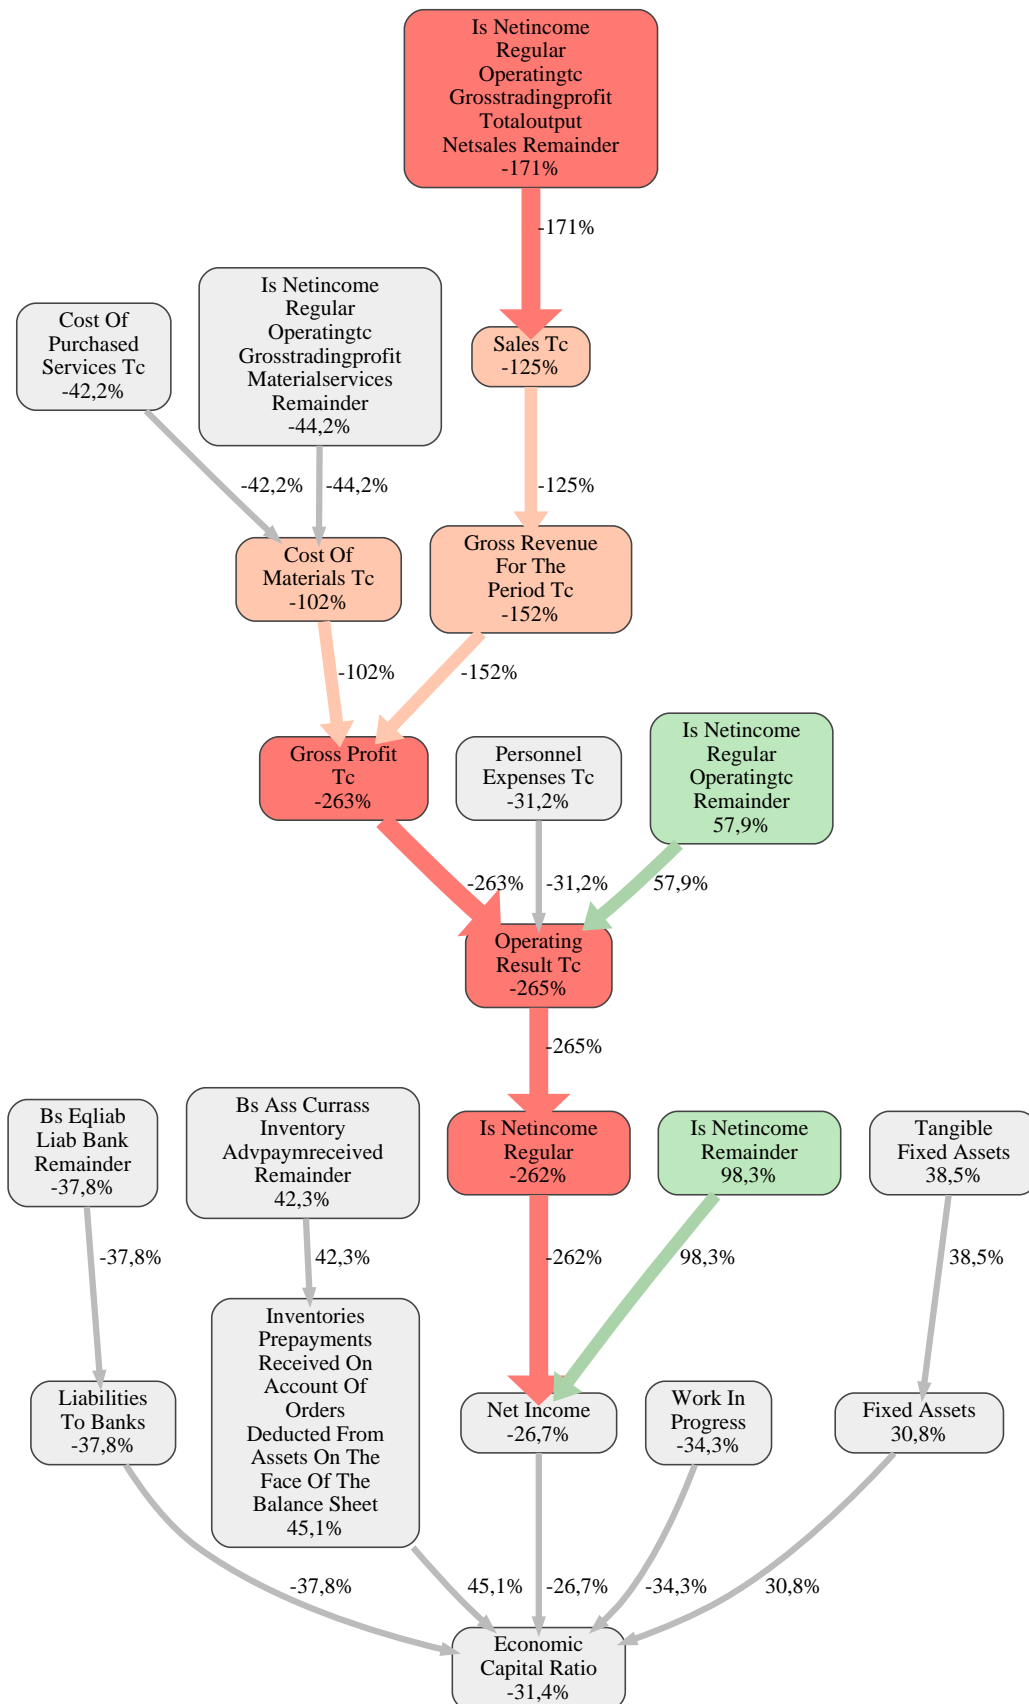 Is Netincome
Regular
Operatingtc
Grosstradingprofit
Totaloutput
Netsales Remainder
-171%
-171%
Cost Of
Purchased
Services Tc
-42,2%
Is Netincome
Regular
Operatingtc
Grosstradingprofit
Materialservices
Remainder
-44,2%
Sales Tc
-125%
-42,2%
-44,2%
-125%
Cost Of
Materials Tc
-102%
Gross Revenue
For The
Period Tc
-152%
-102%
-152%
Gross Profit
Tc
-263%
Personnel
Expenses Tc
-31,2%
Is Netincome
Regular
Operatingtc
Remainder
57,9%
-263%
-31,2%
57,9%
Operating
Result Tc
-265%
-265%
Bs Eqliab
Liab Bank
Remainder
-37,8%
Bs Ass Currass
Inventory
Advpaymreceived
Remainder
42,3%
Is Netincome
Regular
-262%
Is Netincome
Remainder
98,3%
Tangible
Fixed Assets
38,5%
-37,8%
42,3%
-262%
98,3%
38,5%
Liabilities
To Banks
-37,8%
Inventories
Prepayments
Received On
Account Of
Orders
Deducted From
Assets On The
Face Of The
Balance Sheet
45,1%
Net Income
-26,7%
Work In
Progress
-34,3%
Fixed Assets
30,8%
-37,8%
45,1%
-26,7%
-34,3%
30,8%
Economic
Capital Ratio
-31,4%